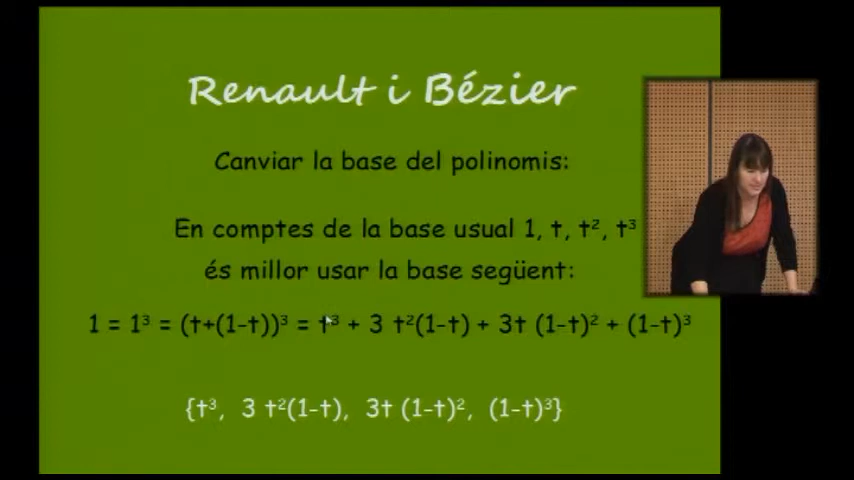 Renault i Bézier
Canviar la base del polinomis:
En comptes de la base usual 1, t, t², t³
és millor usar la base següent:
1 = 1³ = (t+(1-t))³ = t³ + 3 t²(1-t) + 3t (1-t)² + (1-t)³
{t³, 3 t²(1-t), 3t (1-t)², (1-t)³}